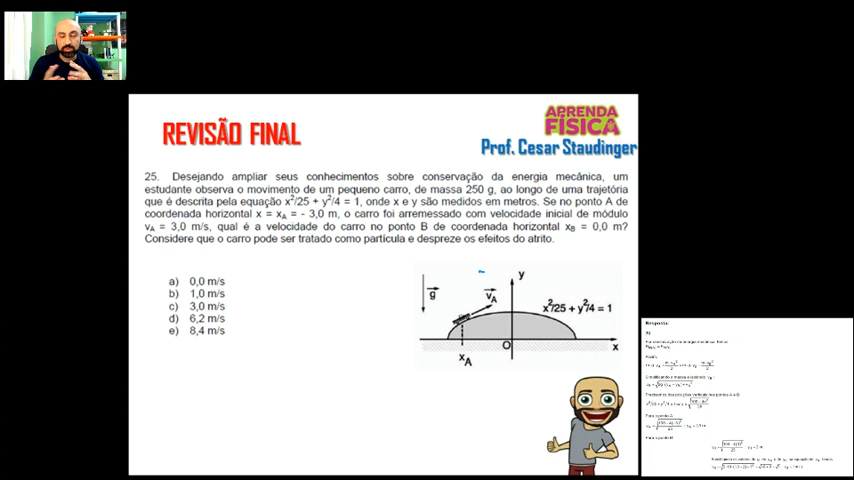 REVISÃO FINAL
APRENDA
FÍSICA
Prof. Cesar Staudinger
25. Desejando ampliar seus conhecimentos sobre conservação da energia mecânica, um
estudante observa o movimento de um pequeno carro, de massa 250 g, ao longo de uma trajetória
que é descrita pela equação x²/25 + y²/4 = 1, onde x e y são medidos em metros. Se no ponto A de
coordenada horizontal x = xA = - 3,0 m, o carro foi arremessado com velocidade inicial de módulo
vA = 3,0 m/s, qual é a velocidade do carro no ponto B de coordenada horizontal xB = 0,0 m?
Considere que o carro pode ser tratado como partícula e despreze os efeitos do atrito.
a) 0,0 m/s
b) 1,0 m/s
c) 3,0 m/s
d) 6,2 m/s
e) 8,4 m/s
y
g
vA
x²/25 + y²/4 = 1
O
x
xA
Resposta:
Para o ponto A
Para o ponto B